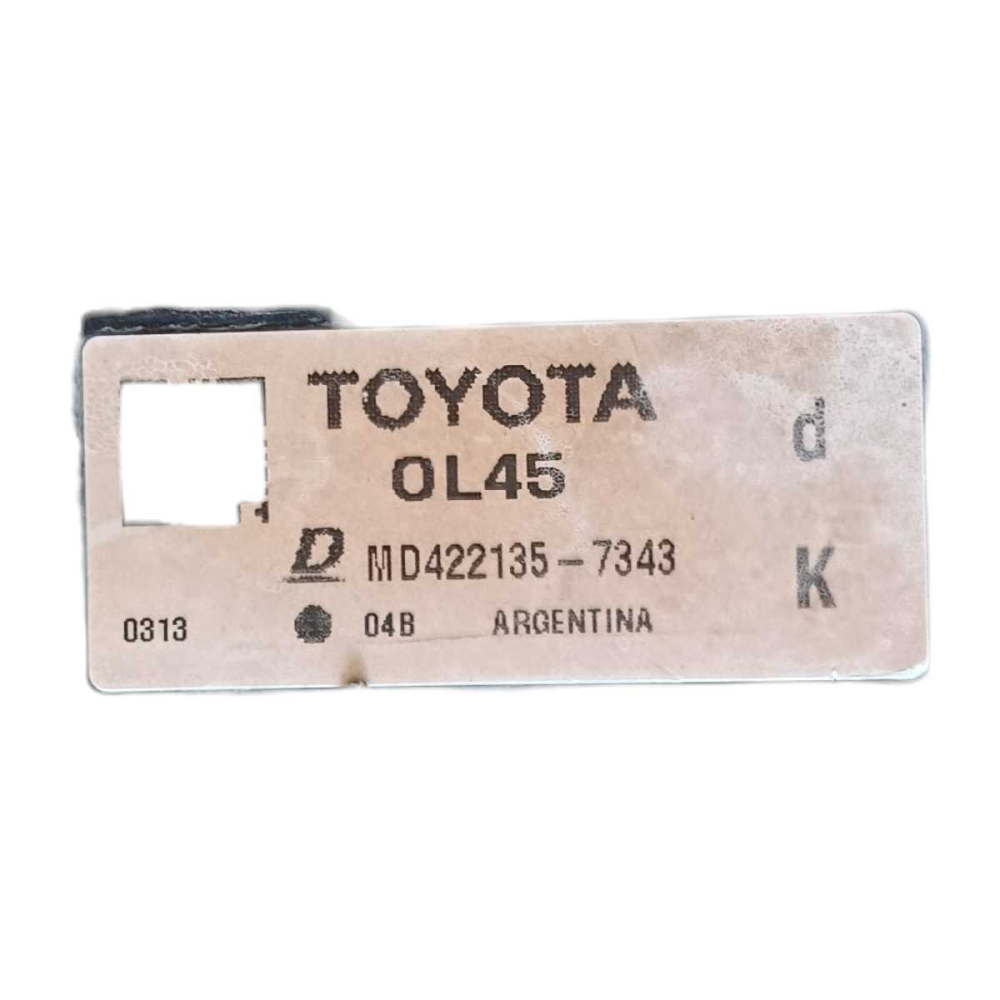 TOYOTA
d
0L45
D MD422135-7343
K
0313 ● 04B ARGENTINA